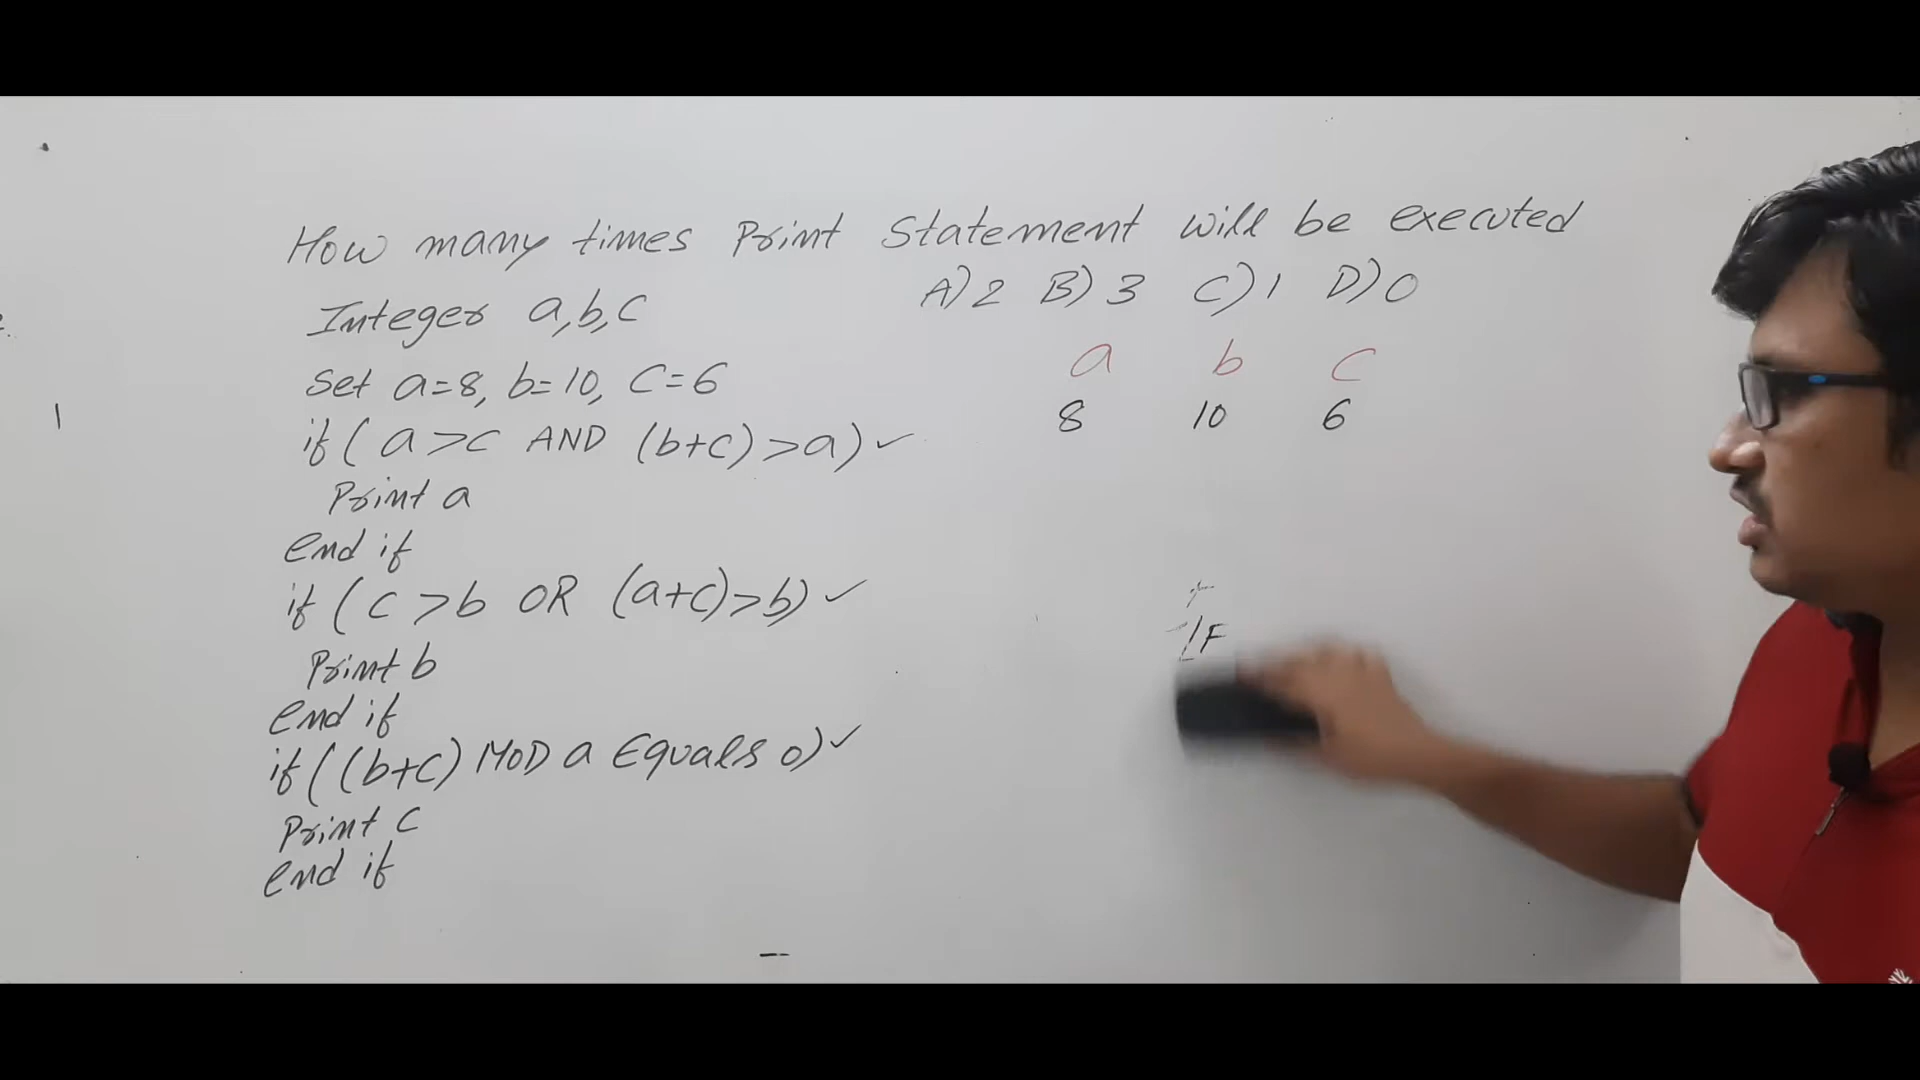 How many times Print Statement will be executed
A) 2 B) 3 C) 1 D) 0
Integer a,b,c
Set a=8, b=10, C=6
if ( a>c AND (b+c)>a) ✓
Print a
end if
if ( c >b OR (a+c)>b) ✓
Print b
end if
if ((b+c) MOD a Equals 0) ✓
Print c
end if
a b c
8 10 6
F